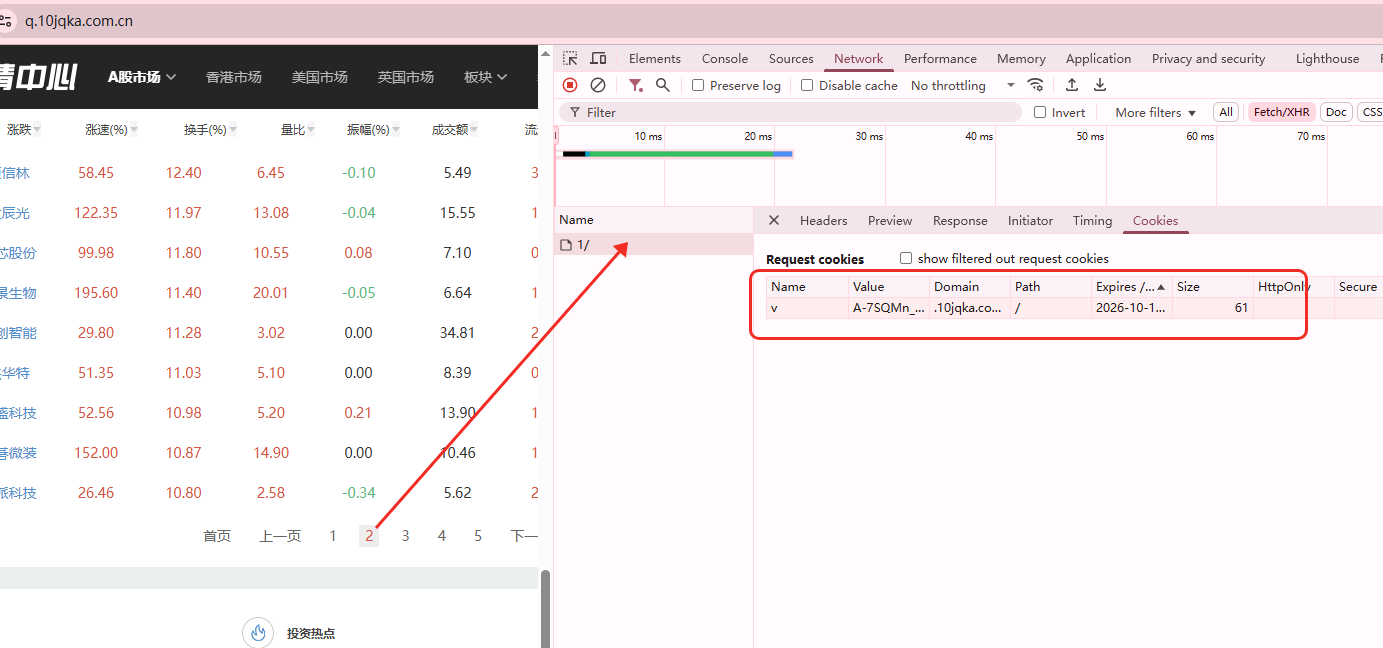 q.10jqka.com.cn
情中心 A股市场 香港市场 美国市场 英国市场 板块
涨跌 涨速(%) 换手(%) 量比 振幅(%) 成交额 流
信林 58.45 12.40 6.45 -0.10 5.49 3
辰光 122.35 11.97 13.08 -0.04 15.55 1
芯股份 99.98 11.80 10.55 0.08 7.10 0
景生物 195.60 11.40 20.01 -0.05 6.64 1
创智能 29.80 11.28 3.02 0.00 34.81 2
华特 51.35 11.03 5.10 0.00 8.39 0
盛科技 52.56 10.98 5.20 0.21 13.90 1
碁微装 152.00 10.87 14.90 0.00 10.46 1
派科技 26.46 10.80 2.58 -0.34 5.62 2
首页 上一页 1 2 3 4 5 下一
投资热点
Elements Console Sources Network Performance Memory Application Privacy and security Lighthouse
Preserve log Disable cache No throttling
Filter Invert More filters All Fetch/XHR Doc CSS
10 ms 20 ms 30 ms 40 ms 50 ms 60 ms 70 ms
Name Headers Preview Response Initiator Timing Cookies
1/
Request cookies show filtered out request cookies
Name Value Domain Path Expires /... Size HttpOnly Secure
v A-7SQMn_... .10jqka.co... / 2026-10-1... 61